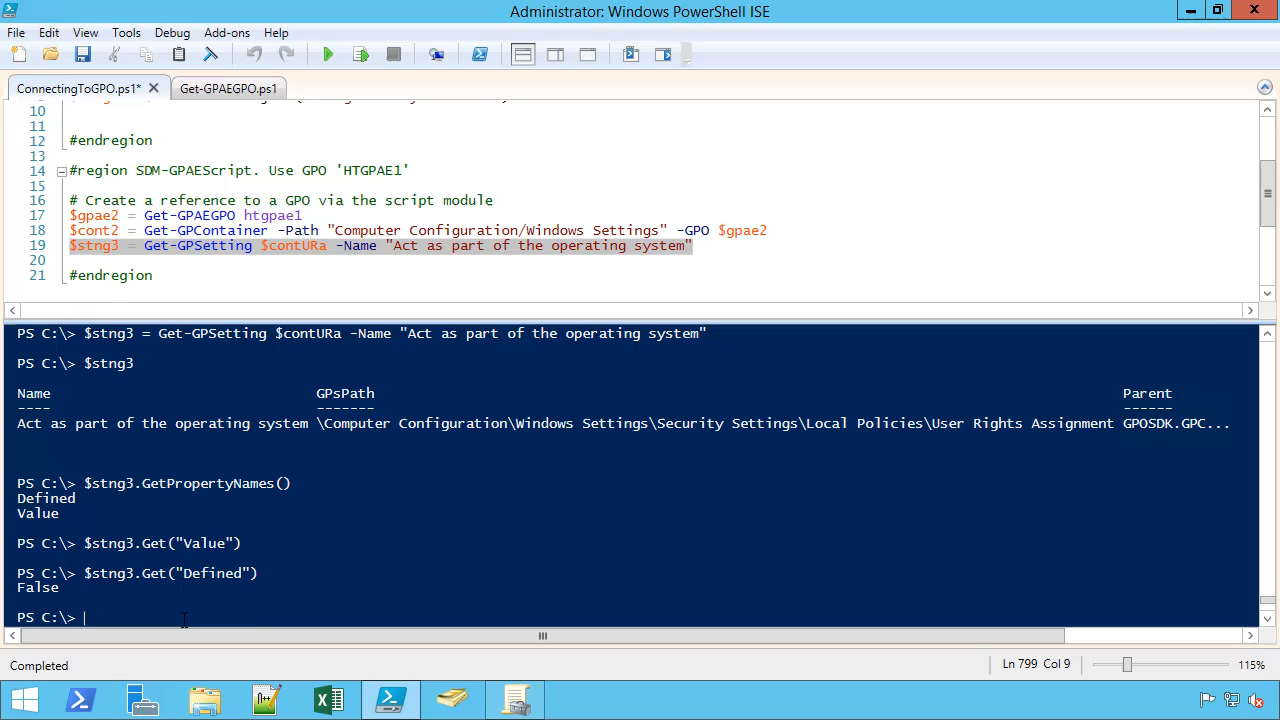 Administrator: Windows PowerShell ISE
File Edit View Tools Debug Add-ons Help
ConnectingToGPO.ps1* Get-GPAEGPO.ps1
10
11
12 #endregion
13
14 #region SDM-GPAEScript. Use GPO 'HTGPAE1'
15
16 # Create a reference to a GPO via the script module
17 $gpae2 = Get-GPAEGPO htgpae1
18 $cont2 = Get-GPContainer -Path "Computer Configuration/Windows Settings" -GPO $gpae2
19 $stng3 = Get-GPSetting $contURa -Name "Act as part of the operating system"
20
21 #endregion
PS C:\> $stng3 = Get-GPSetting $contURa -Name "Act as part of the operating system"
PS C:\> $stng3
Name GPsPath Parent
---- ------- ------
Act as part of the operating system \Computer Configuration\Windows Settings\Security Settings\Local Policies\User Rights Assignment GPOSDK.GPC...
PS C:\> $stng3.GetPropertyNames()
Defined
Value
PS C:\> $stng3.Get("Value")
PS C:\> $stng3.Get("Defined")
False
PS C:\>
Completed Ln 799 Col 9 115%